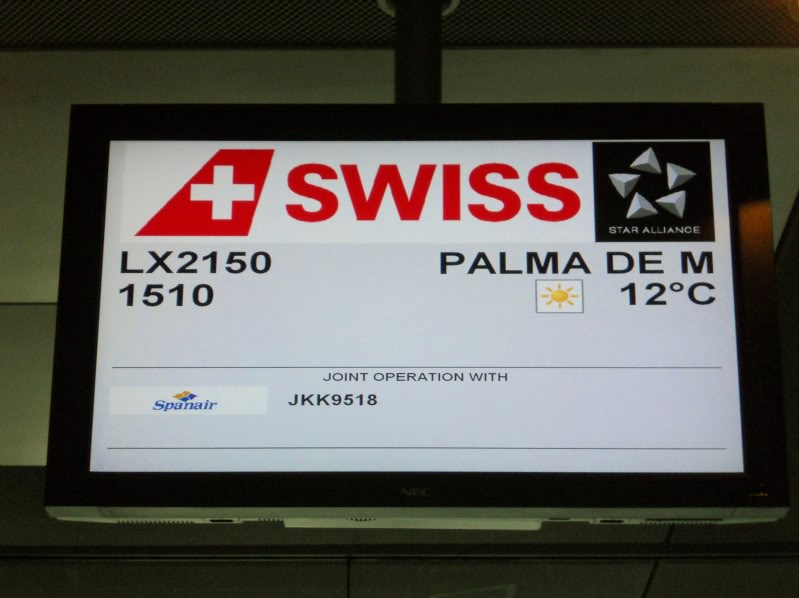 SWISS
STAR ALLIANCE
LX2150 PALMA DE M
1510 12°C
JOINT OPERATION WITH
Spanair JKK9518
NEC